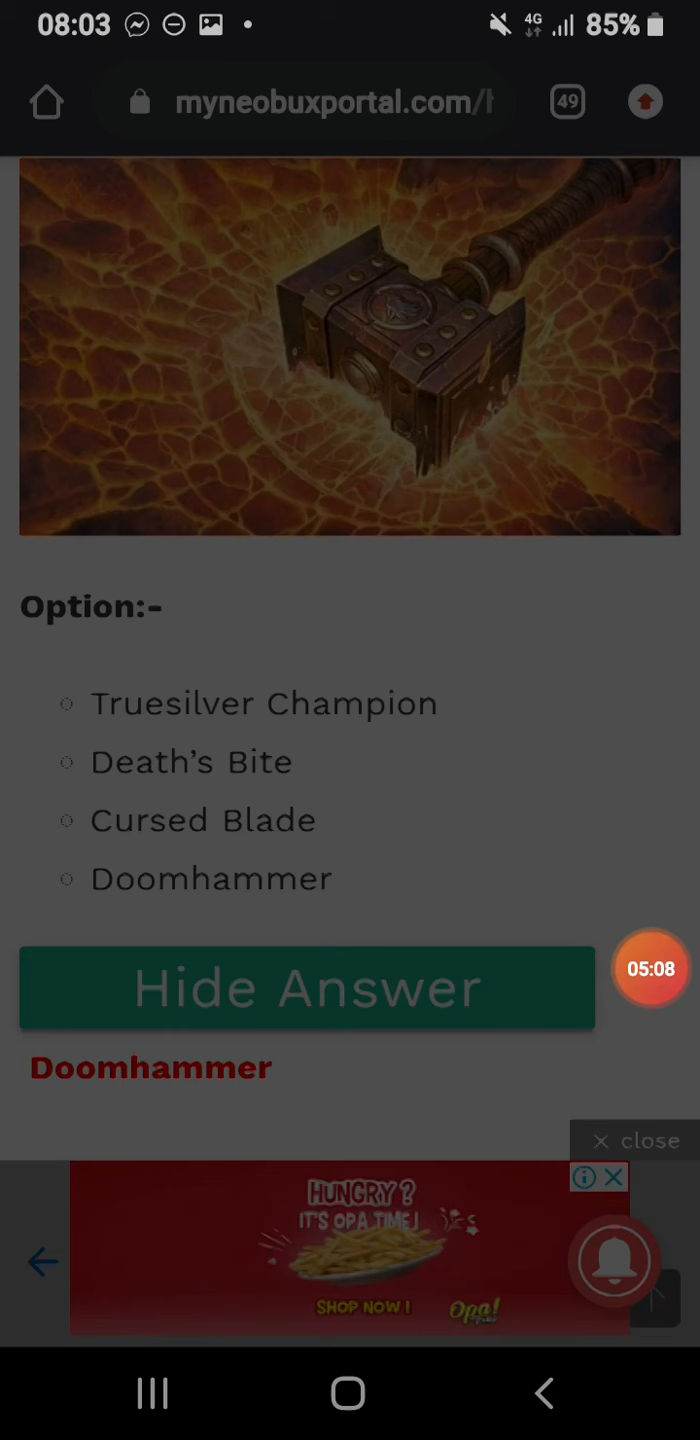 08:03
4G
85%
myneobuxportal.com/h
49
Option:-
Truesilver Champion
Death’s Bite
Cursed Blade
Doomhammer
Hide Answer
05:08
Doomhammer
× close
HUNGRY ?
IT'S OPA TIME!
SHOP NOW !
Opa!